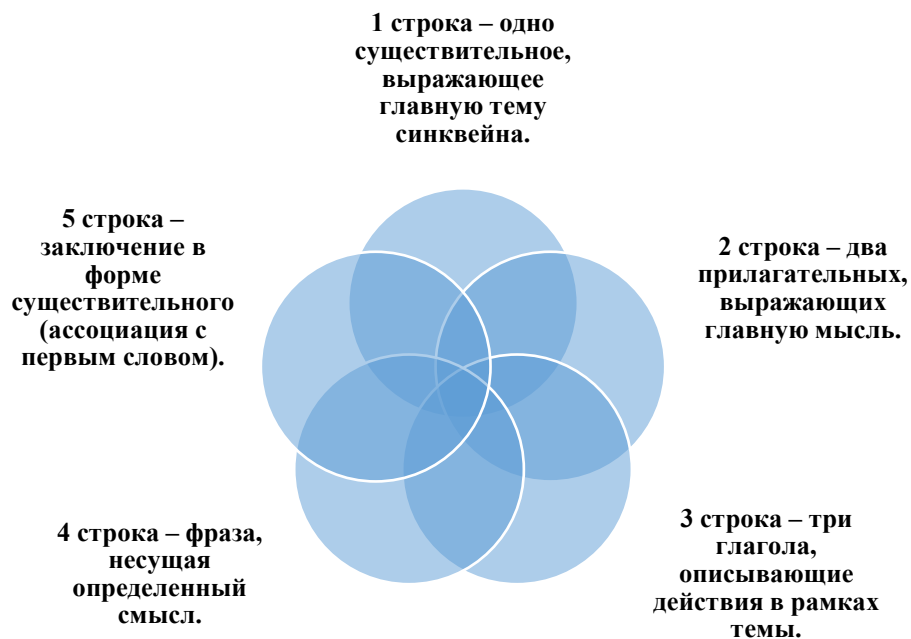 1 строка – одно
существительное,
выражающее
главную тему
синквейна.
2 строка – два
прилагательных,
выражающих
главную мысль.
3 строка – три
глагола,
описывающие
действия в рамках
темы.
4 строка – фраза,
несущая
определенный
смысл.
5 строка –
заключение в
форме
существительного
(ассоциация с
первым словом).